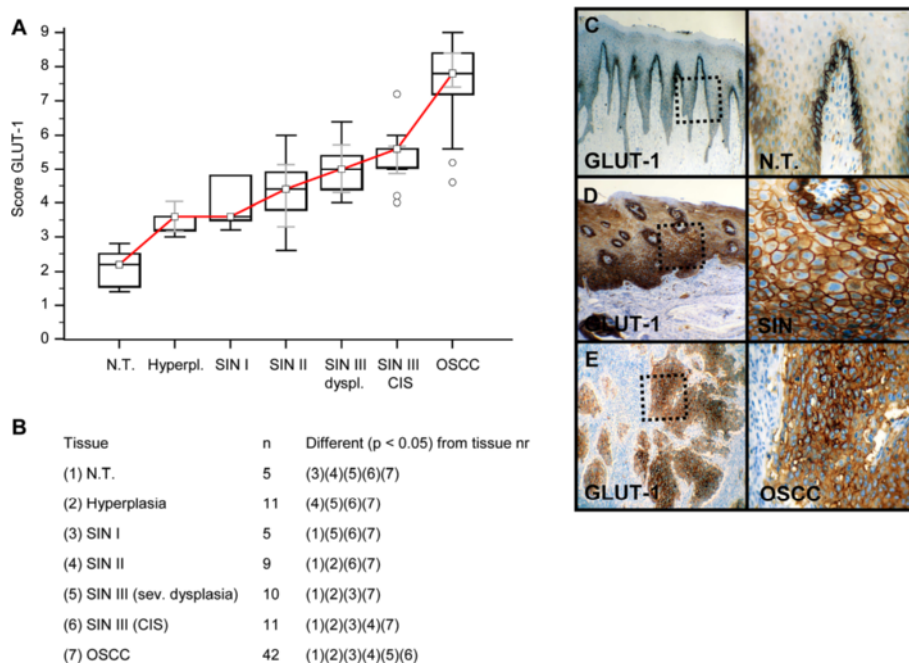 A
Score GLUT-1
9
8
7
6
5
4
3
2
1
0
N.T. Hyperpl. SIN I SIN II SIN III dyspl. SIN III CIS OSCC
B
Tissue n Different (p < 0.05) from tissue nr
(1) N.T. 5 (3)(4)(5)(6)(7)
(2) Hyperplasia 11 (4)(5)(6)(7)
(3) SIN I 5 (1)(5)(6)(7)
(4) SIN II 9 (1)(2)(6)(7)
(5) SIN III (sev. dysplasia) 10 (1)(2)(3)(7)
(6) SIN III (CIS) 11 (1)(2)(3)(4)(7)
(7) OSCC 42 (1)(2)(3)(4)(5)(6)
C
GLUT-1 N.T.
D
GLUT-1 SIN
E
GLUT-1 OSCC